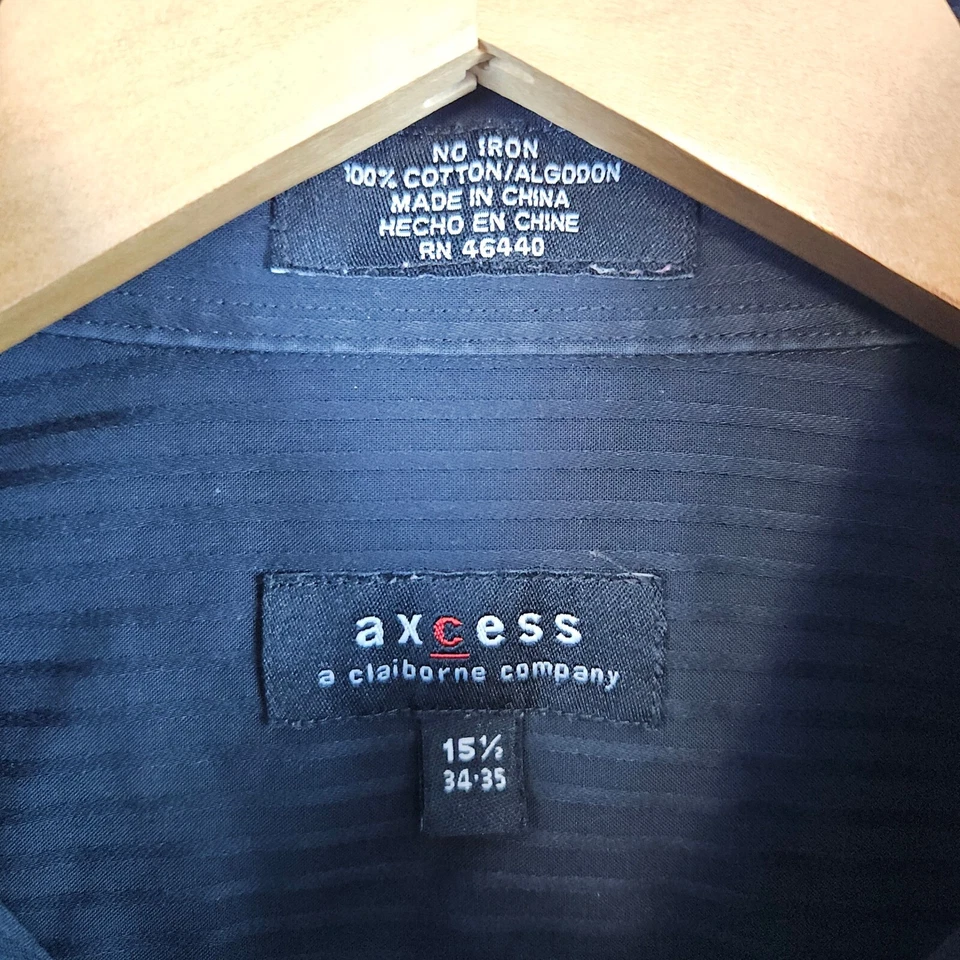 NO IRON
100% COTTON/ALGODON
MADE IN CHINA
HECHO EN CHINE
RN 46440
axcess
a claiborne company
15½
34·35